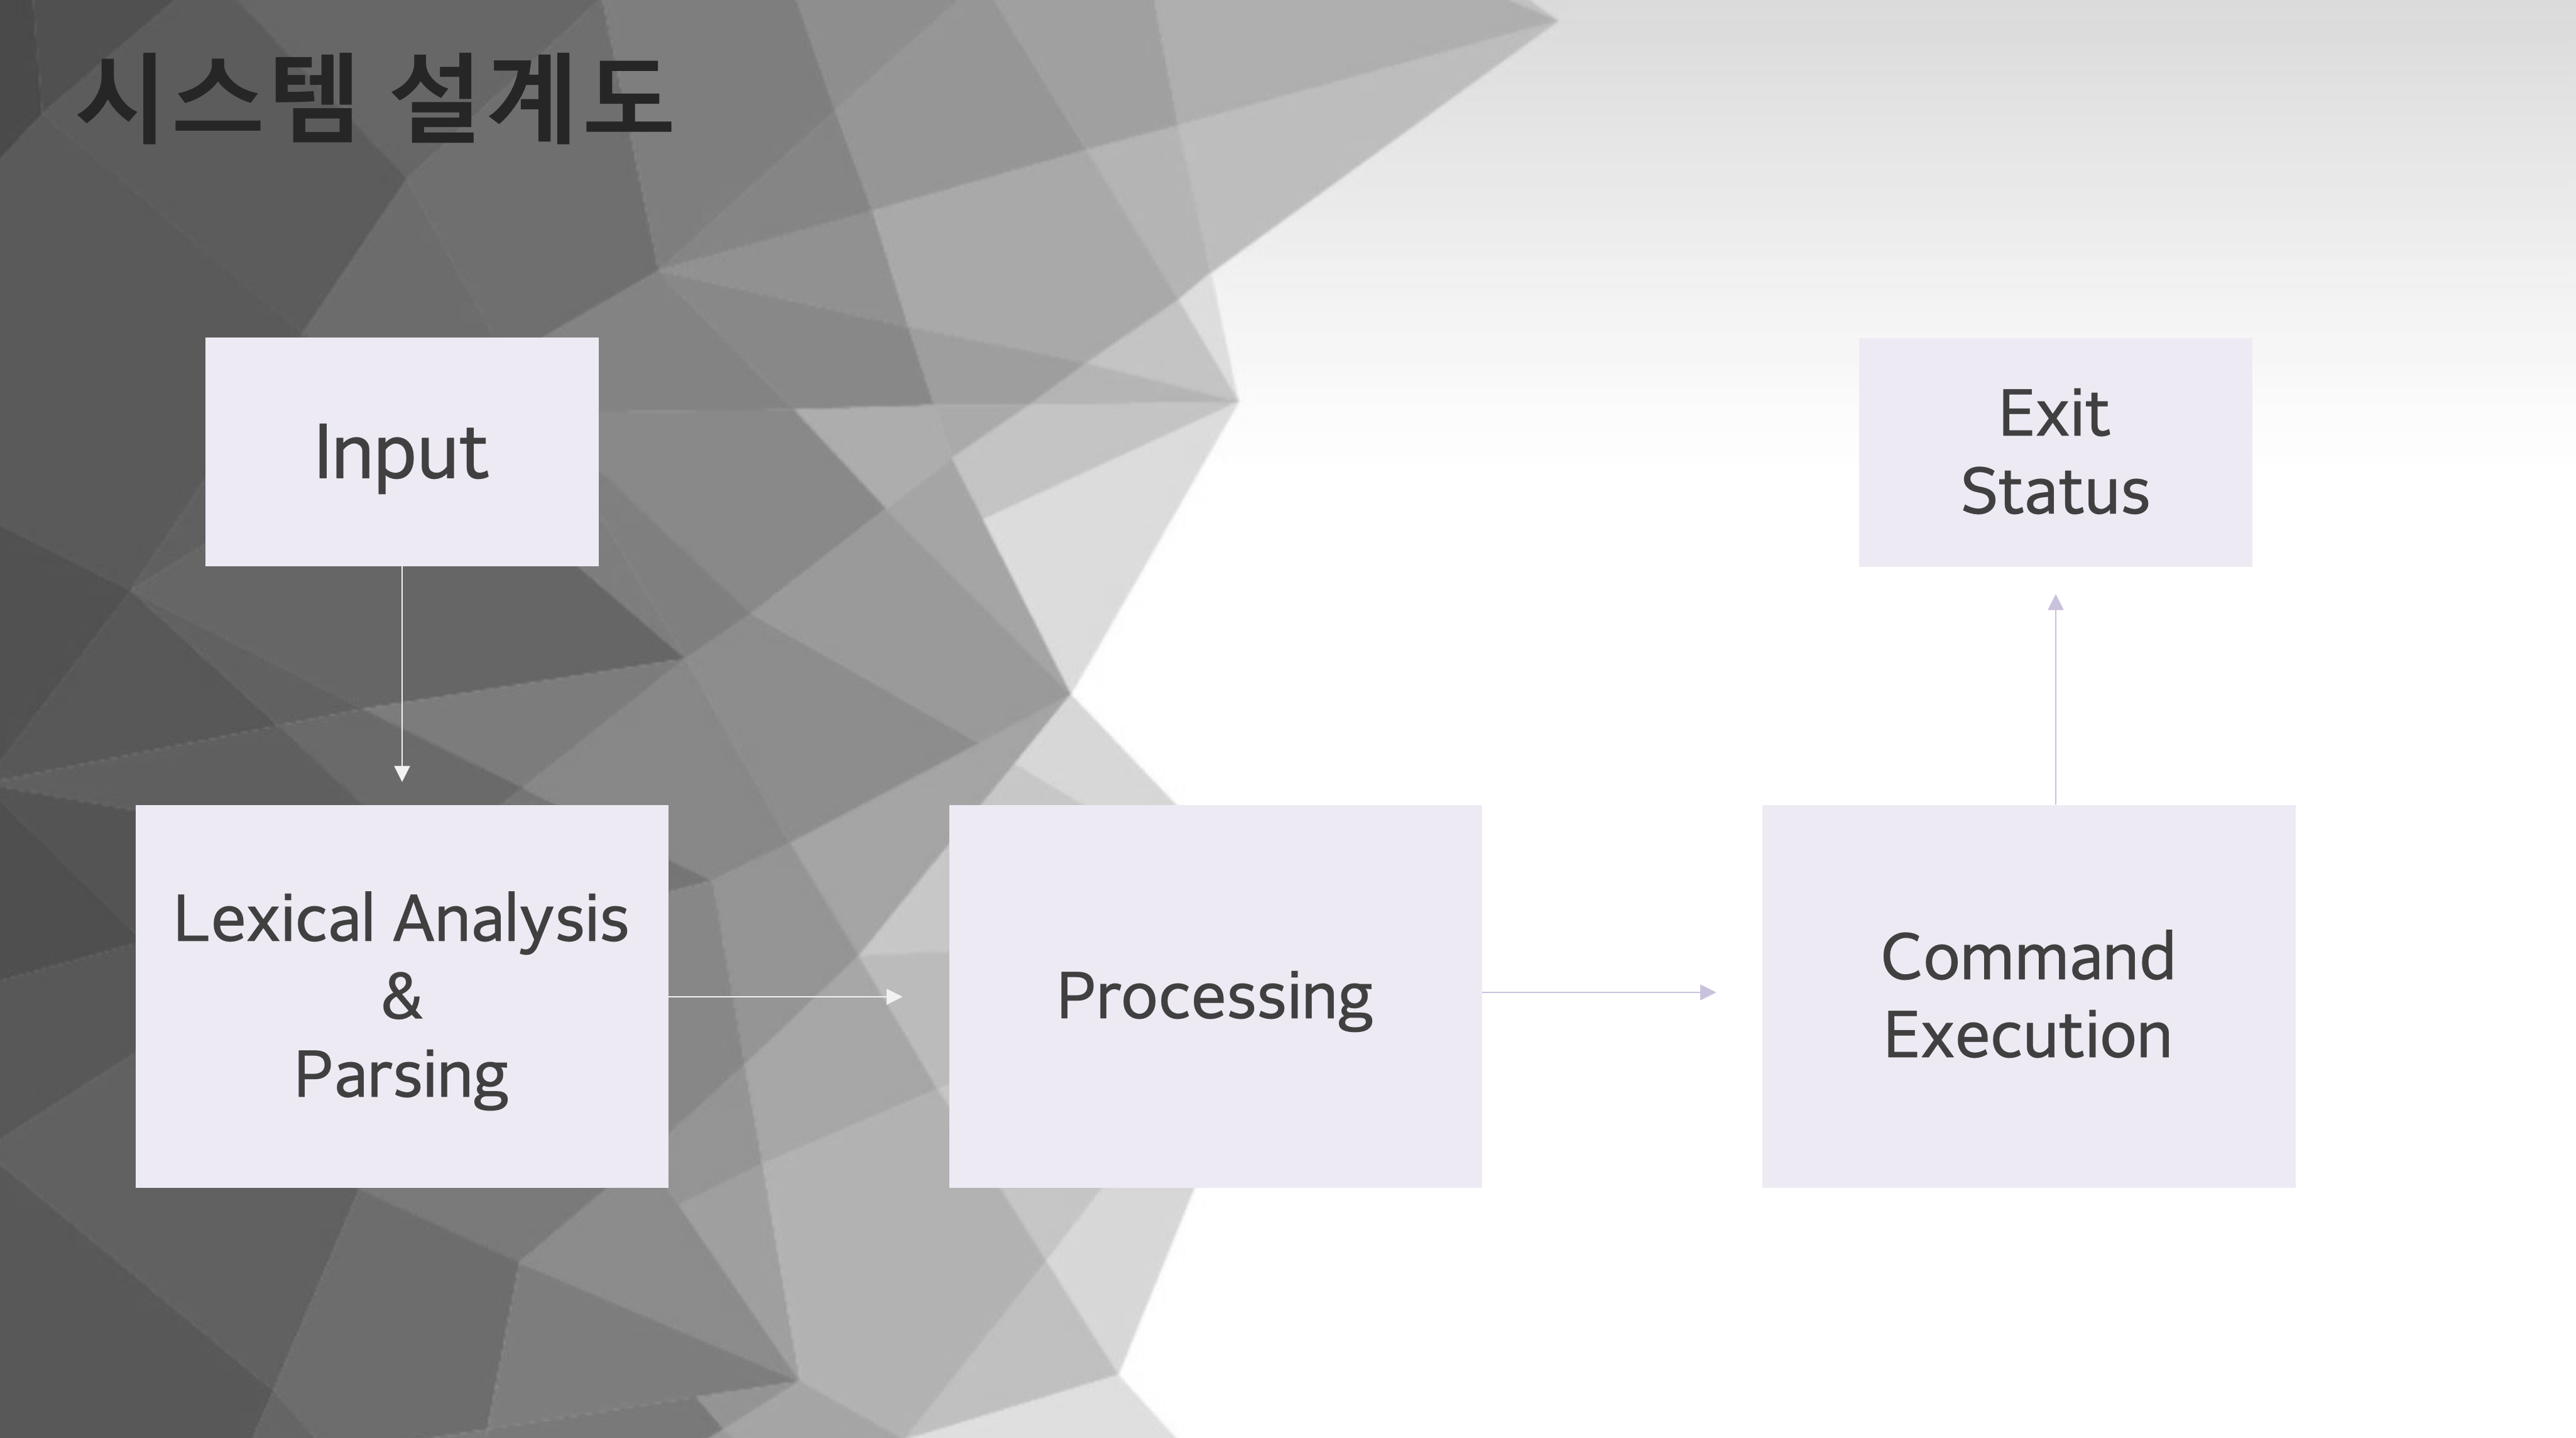 시스템 설계도
Input
Lexical Analysis
&
Parsing
Processing
Command
Execution
Exit
Status